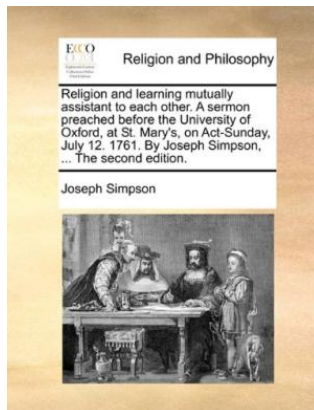 ECCO
Religion and Philosophy
Religion and learning mutually
assistant to each other. A sermon
preached before the University of
Oxford, at St. Mary's, on Act-Sunday,
July 12. 1761. By Joseph Simpson,
... The second edition.
Joseph Simpson